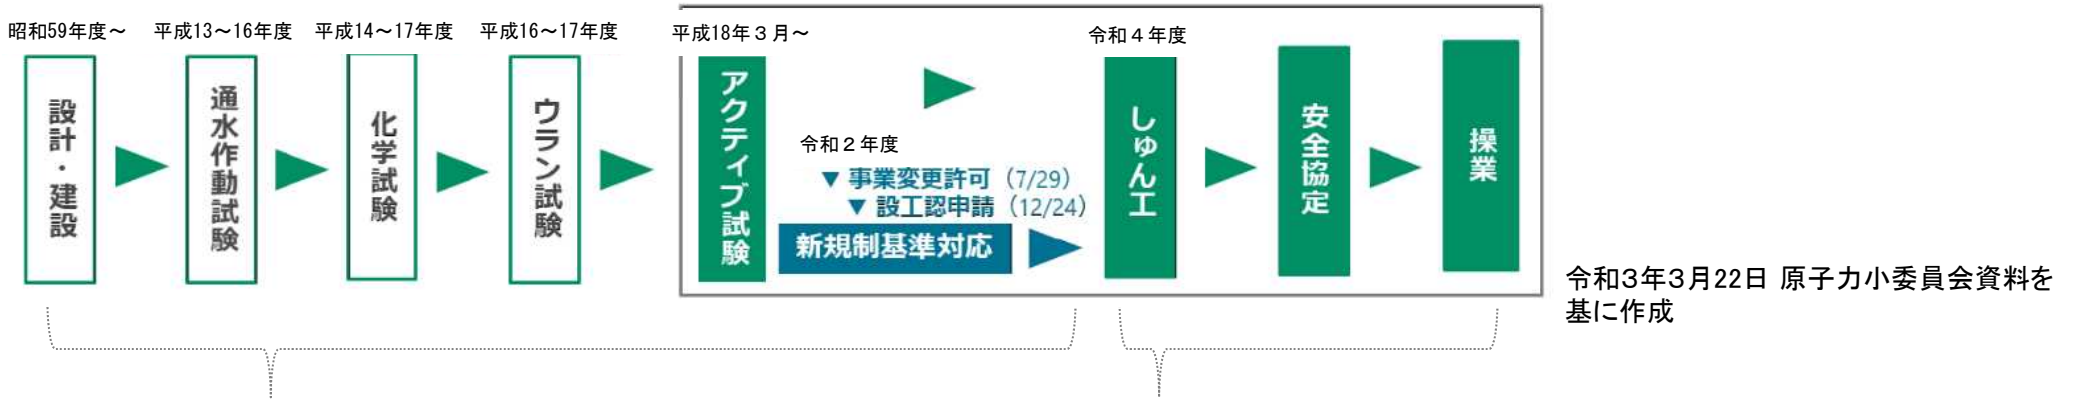 昭和59年度～
設計・建設
平成13～16年度
通水作動試験
平成14～17年度
化学試験
平成16～17年度
ウラン試験
平成18年３月～
アクティブ試験
令和２年度
▼ 事業変更許可（7/29）
▼ 設工認申請（12/24）
新規制基準対応
令和４年度
しゅん工
安全協定
操業
令和３年３月22日 原子力小委員会資料を
基に作成